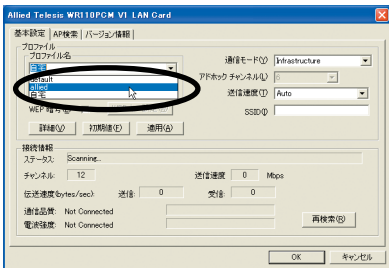 Allied Telesis WR110PCM V1 LAN Card
基本設定 AP検索 バージョン情報
プロファイル
プロファイル名
自宅
default
allied
自宅
WEP 暗号(E)
詳細(V) 初期値(E) 適用(A)
通信モード(Y) Infrastructure
アドホック チャンネル(L) 6
送信速度(T) Auto
SSID(I)
接続情報
ステータス: Scanning...
チャンネル: 12 送信速度 0 Mbps
伝送速度(bytes/sec): 送信: 0 受信: 0
通信品質: Not Connected
電波強度: Not Connected
再検索(R)
OK キャンセル